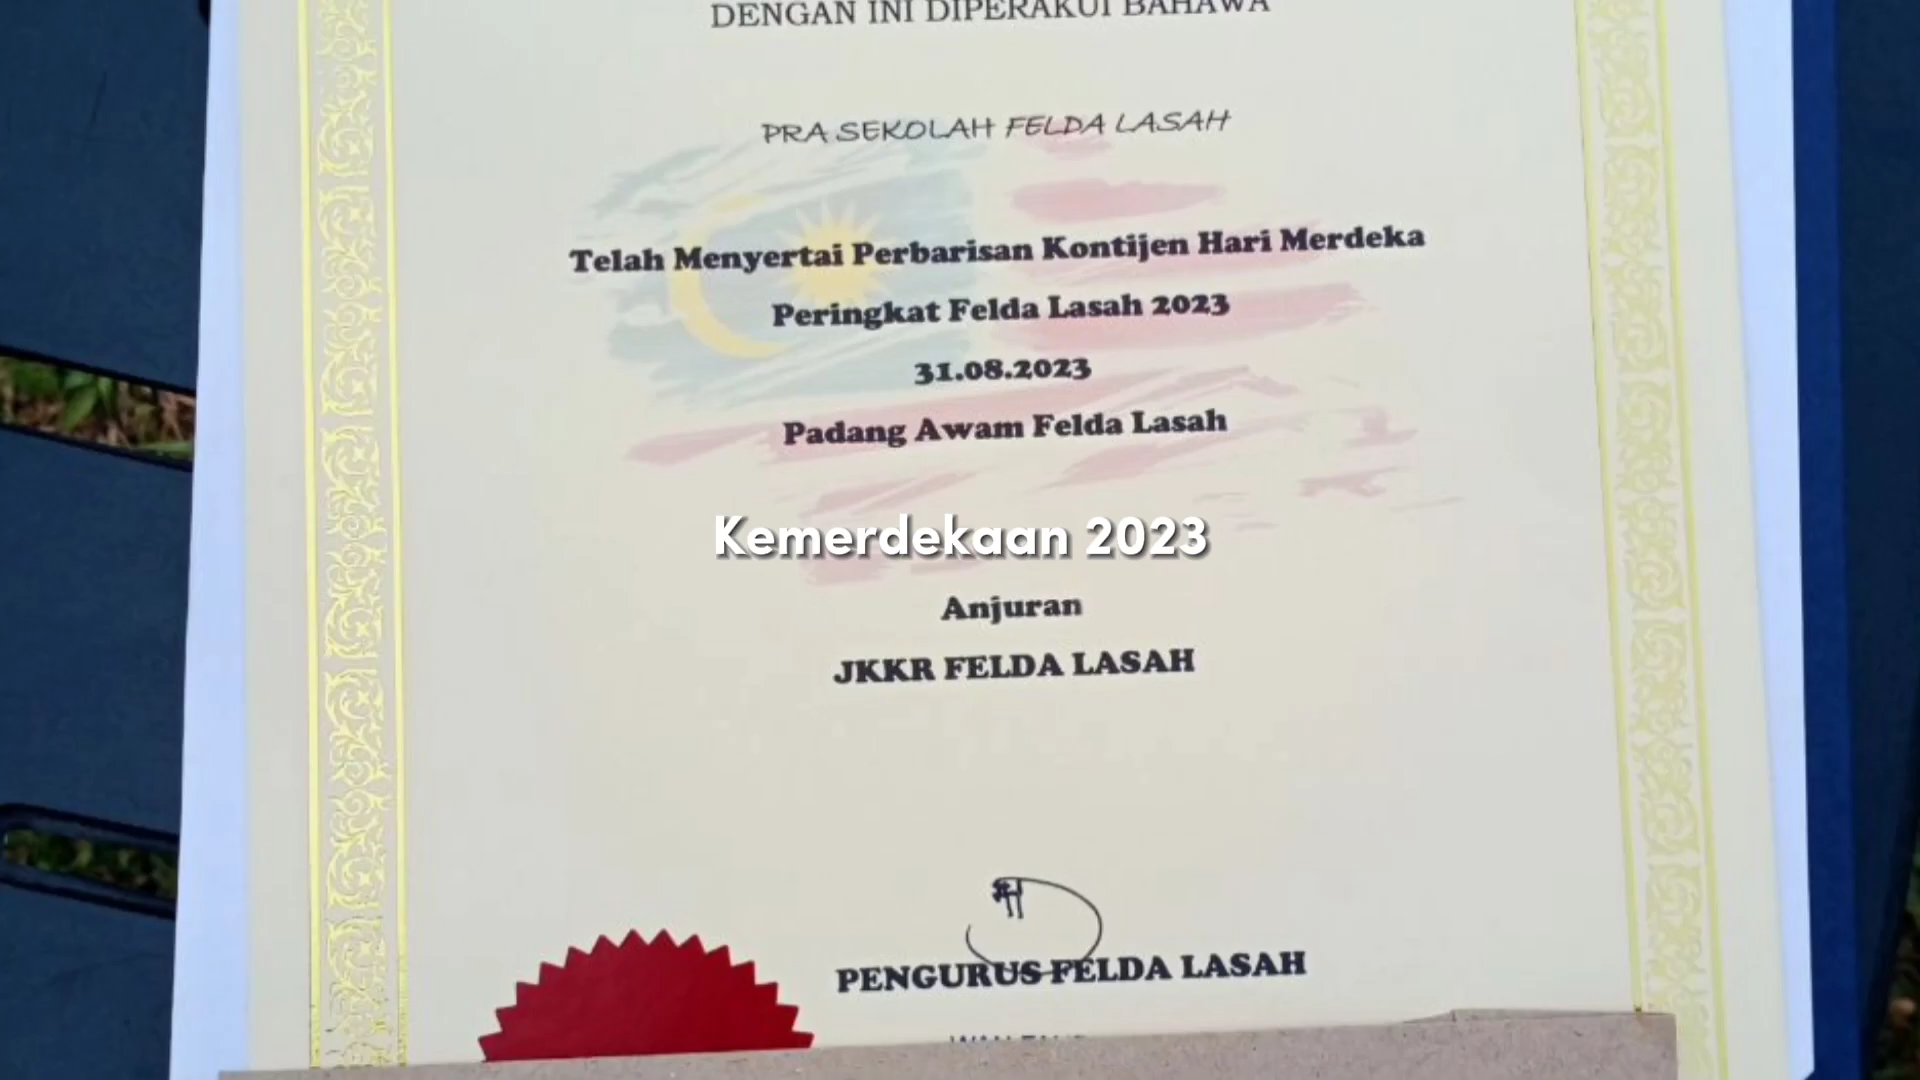 DENGAN INI DIPERAKUI BAHAWA
PRA SEKOLAH FELDA LASAH
Telah Menyertai Perbarisan Kontijen Hari Merdeka
Peringkat Felda Lasah 2023
31.08.2023
Padang Awam Felda Lasah
Kemerdekaan 2023
Anjuran
JKKR FELDA LASAH
PENGURUS FELDA LASAH